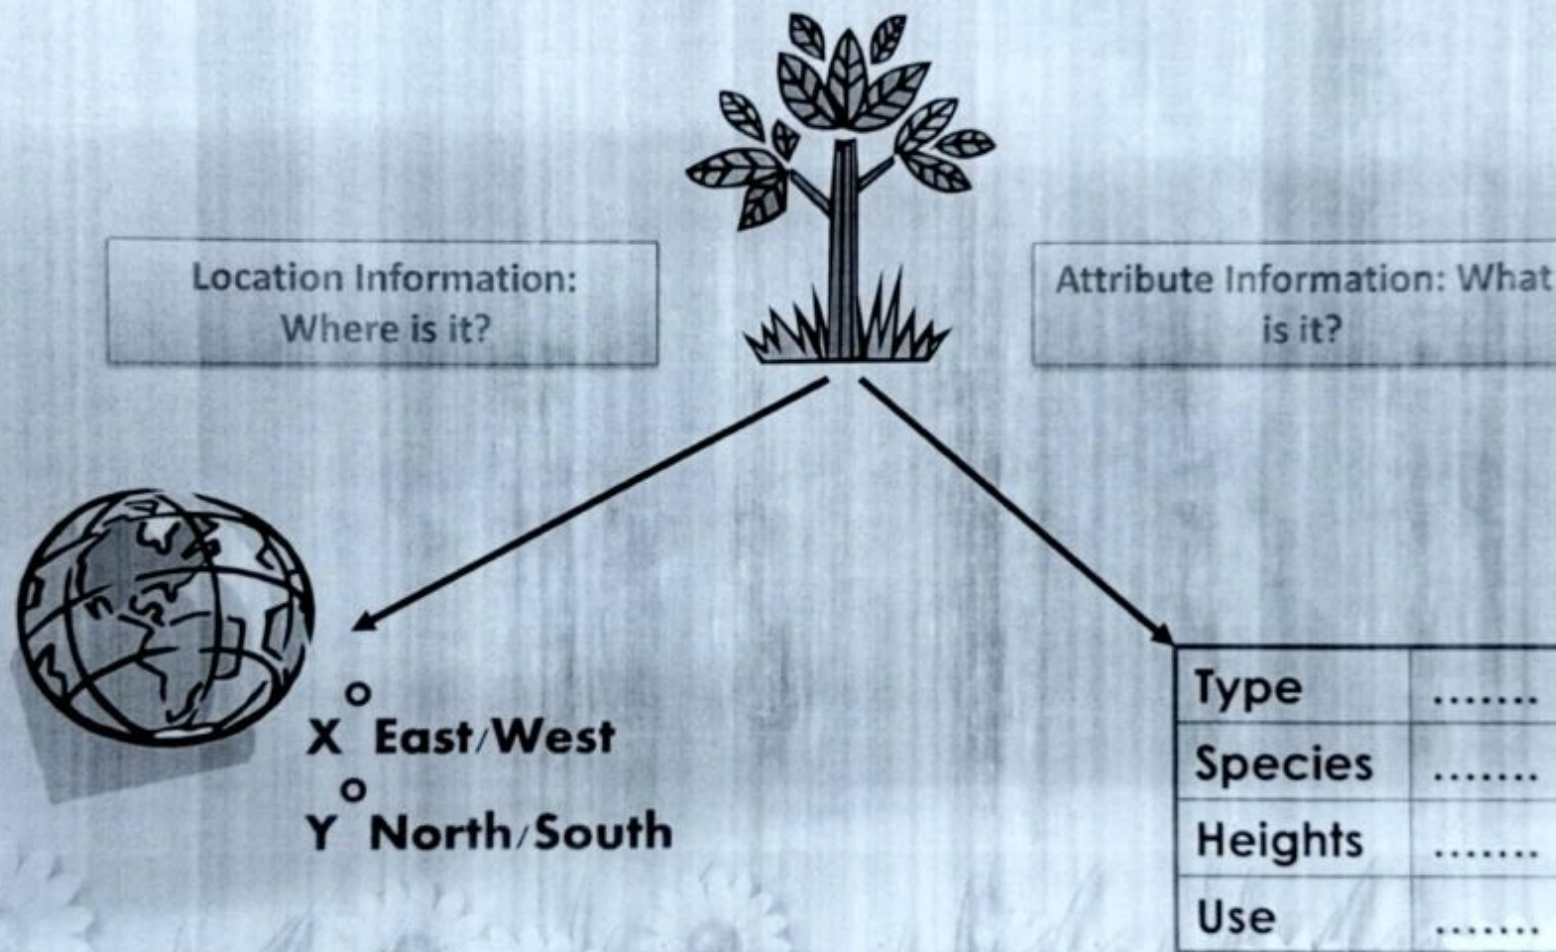 Location Information:
Where is it?
Attribute Information: What
is it?
X° East/West
Y° North/South
Type .......
Species .......
Heights .......
Use .......